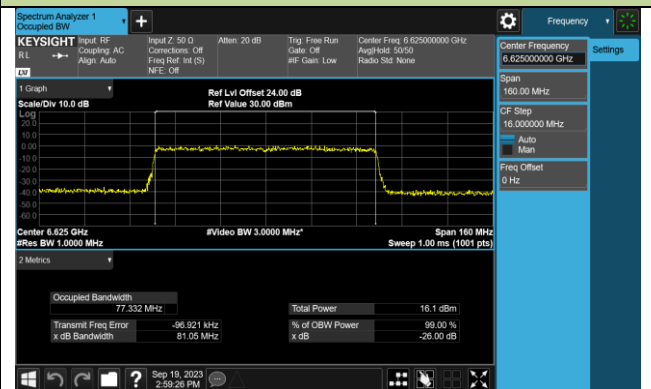 Spectrum Analyzer 1
Occupied BW
+
Frequency
KEYSIGHT
RL
LXI
Input: RF
Coupling: AC
Align: Auto
Input Z: 50 Ω
Corrections: Off
Freq Ref: Int (S)
NFE: Off
Atten: 20 dB
Trig: Free Run
Gate: Off
#IF Gain: Low
Center Freq: 6.625000000 GHz
Avg|Hold: 50/50
Radio Std: None
Center Frequency
6.625000000 GHz
Settings
Span
160.00 MHz
CF Step
16.000000 MHz
Auto
Man
Freq Offset
0 Hz
1 Graph
Scale/Div 10.0 dB
Ref Lvl Offset 24.00 dB
Ref Value 30.00 dBm
Log
20.0
10.0
0.00
-10.0
-20.0
-30.0
-40.0
-50.0
-60.0
Center 6.625 GHz
#Res BW 1.0000 MHz
#Video BW 3.0000 MHz*
Span 160 MHz
Sweep 1.00 ms (1001 pts)
2 Metrics
Occupied Bandwidth
77.332 MHz
Total Power 16.1 dBm
Transmit Freq Error -96.921 kHz
% of OBW Power 99.00 %
x dB Bandwidth 81.05 MHz
x dB -26.00 dB
?
Sep 19, 2023
2:59:26 PM